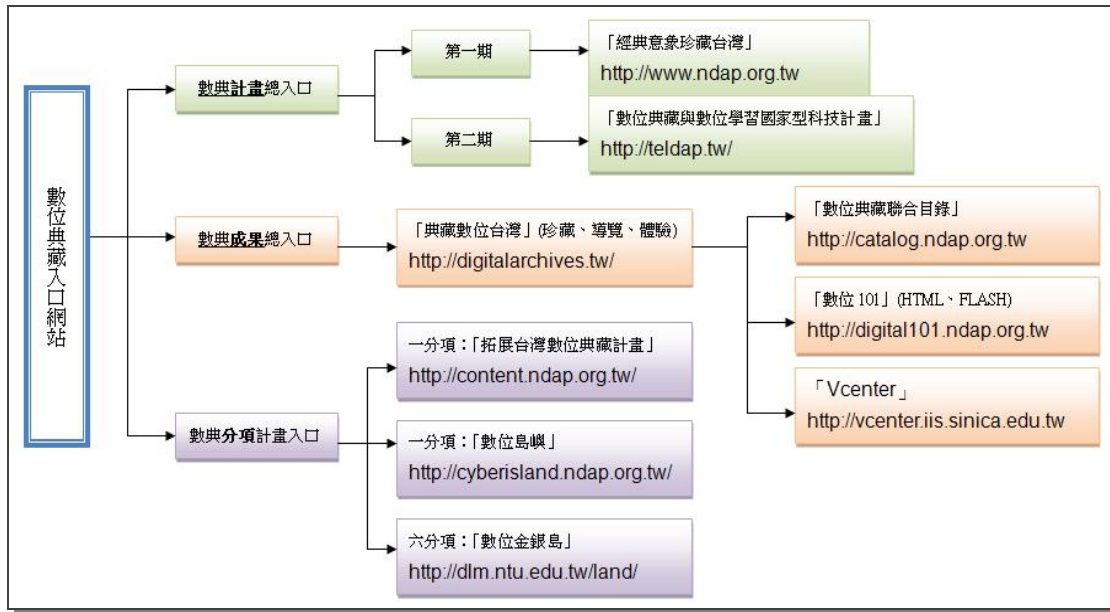 數位典藏入口網站
數典計畫總入口
第一期
「經典意象珍藏台灣」
http://www.ndap.org.tw
第二期
「數位典藏與數位學習國家型科技計畫」
http://teldap.tw/
數典成果總入口
「典藏數位台灣」(珍藏、導覽、體驗)
http://digitalarchives.tw/
「數位典藏聯合目錄」
http://catalog.ndap.org.tw
「數位 101」(HTML、FLASH)
http://digital101.ndap.org.tw
「Vcenter」
http://vcenter.iis.sinica.edu.tw
數典分項計畫入口
一分項：「拓展台灣數位典藏計畫」
http://content.ndap.org.tw/
一分項：「數位島嶼」
http://cyberisland.ndap.org.tw/
六分項：「數位金銀島」
http://dlm.ntu.edu.tw/land/